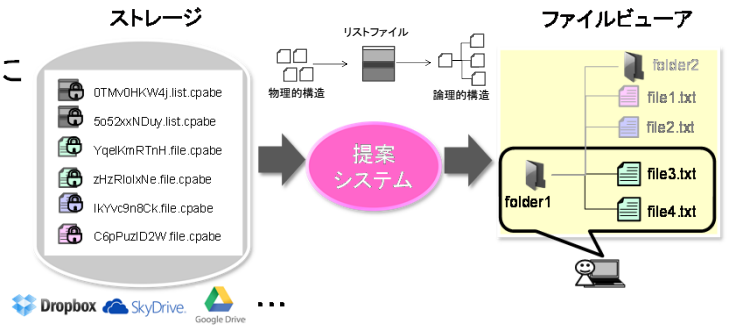 ストレージ
ファイルビューア
リストファイル
物理的構造
論理的構造
こ
0TMv0HKW4j.list.cpabe
5o52xxNDuy.list.cpabe
YqelKmRTnH.file.cpabe
zHzRloIxNe.file.cpabe
lkYvc9n8Ck.file.cpabe
C6pPuzID2W.file.cpabe
提案
システム
folder2
file1.txt
file2.txt
folder1
file3.txt
file4.txt
Dropbox
SkyDrive.
Google Drive
…